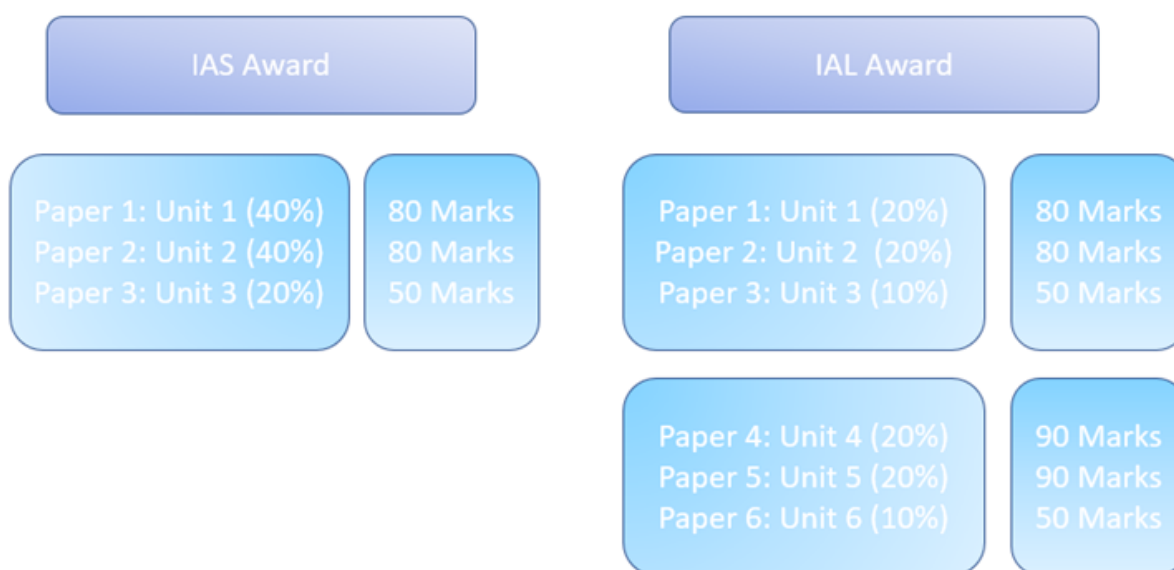 IAS Award
Paper 1: Unit 1 (40%)
Paper 2: Unit 2 (40%)
Paper 3: Unit 3 (20%)
80 Marks
80 Marks
50 Marks
IAL Award
Paper 1: Unit 1 (20%)
Paper 2: Unit 2  (20%)
Paper 3: Unit 3 (10%)
80 Marks
80 Marks
50 Marks
Paper 4: Unit 4 (20%)
Paper 5: Unit 5 (20%)
Paper 6: Unit 6 (10%)
90 Marks
90 Marks
50 Marks